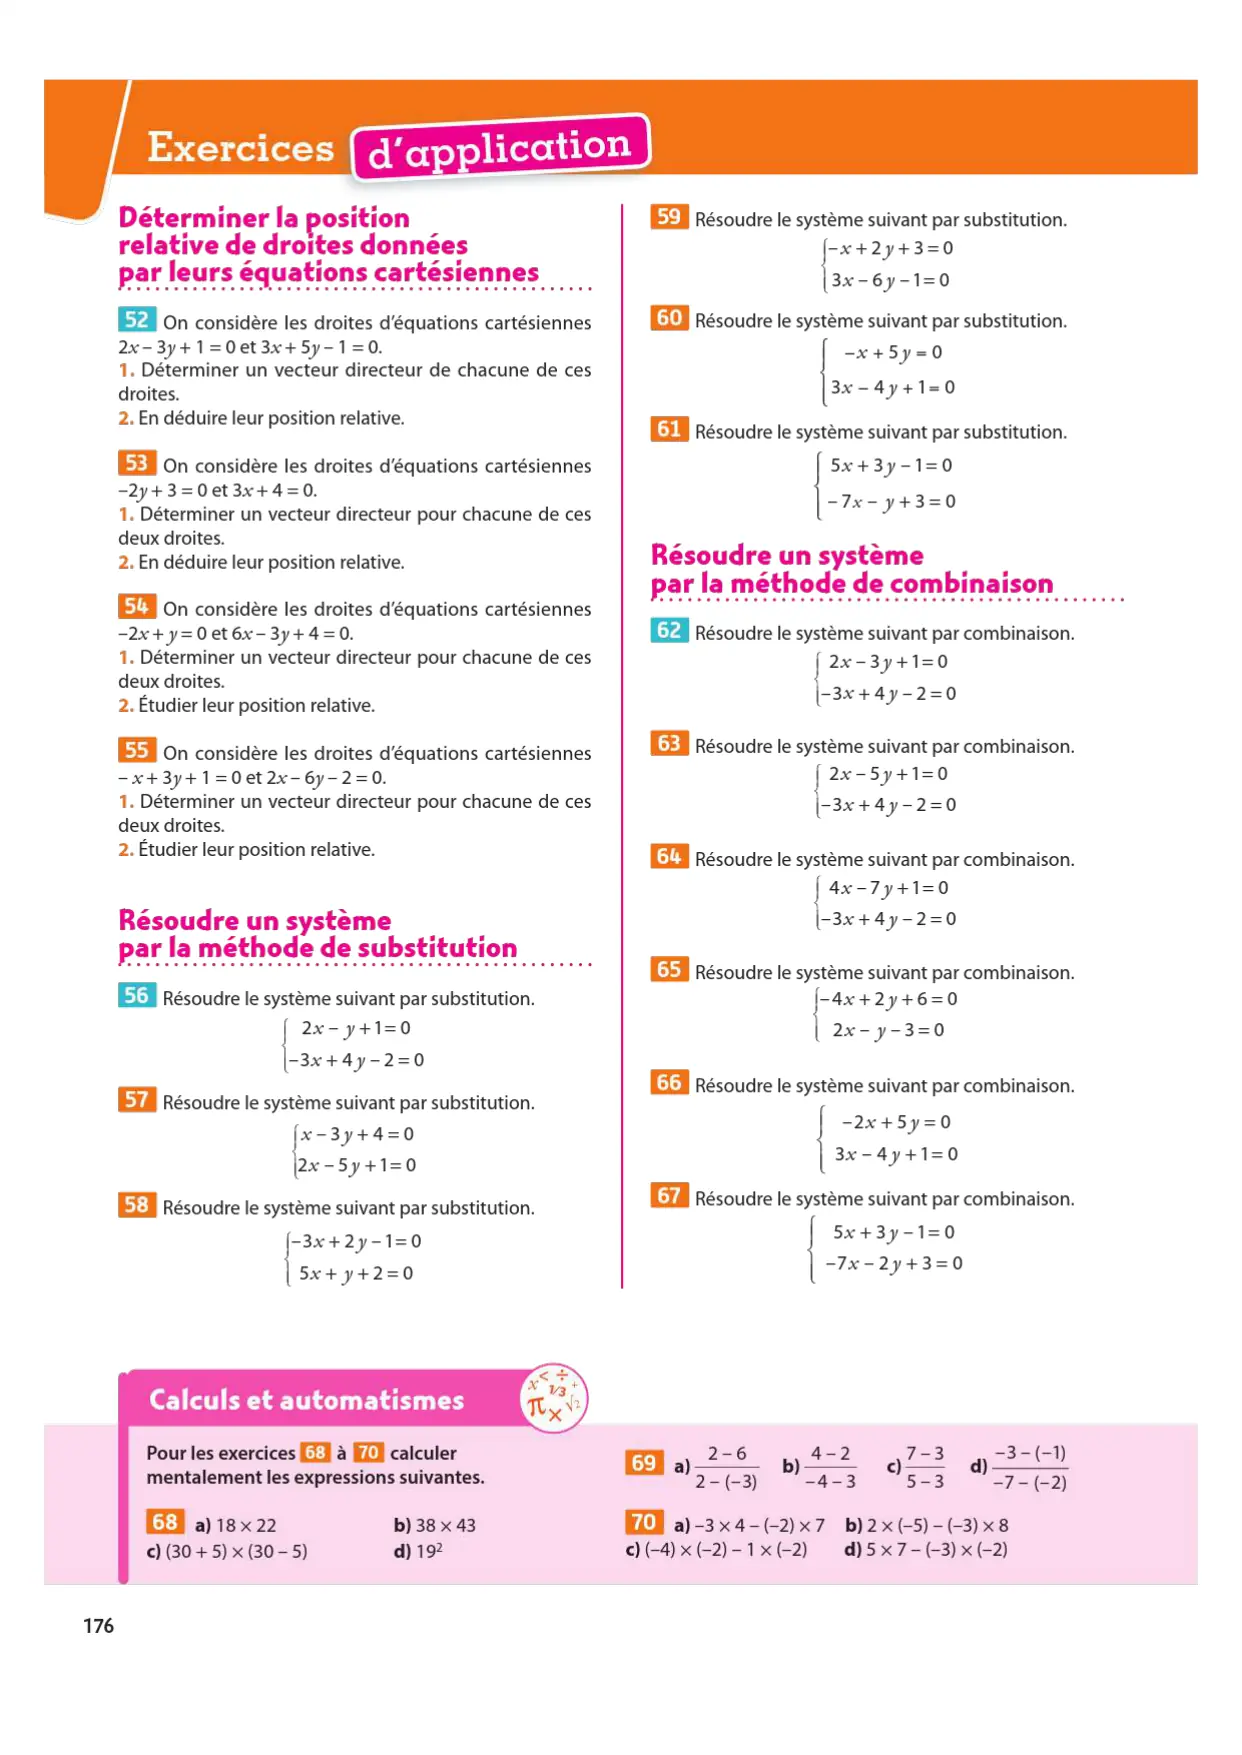 Exercices d'application
Déterminer la position
relative de droites données
par leurs équations cartésiennes
52 On considère les droites d'équations cartésiennes
2x – 3y + 1 = 0 et 3x + 5y – 1 = 0.
1. Déterminer un vecteur directeur de chacune de ces
droites.
2. En déduire leur position relative.
53 On considère les droites d'équations cartésiennes
–2y + 3 = 0 et 3x + 4 = 0.
1. Déterminer un vecteur directeur pour chacune de ces
deux droites.
2. En déduire leur position relative.
54 On considère les droites d'équations cartésiennes
–2x + y = 0 et 6x – 3y + 4 = 0.
1. Déterminer un vecteur directeur pour chacune de ces
deux droites.
2. Étudier leur position relative.
55 On considère les droites d'équations cartésiennes
– x + 3y + 1 = 0 et 2x – 6y – 2 = 0.
1. Déterminer un vecteur directeur pour chacune de ces
deux droites.
2. Étudier leur position relative.
Résoudre un système
par la méthode de substitution
56 Résoudre le système suivant par substitution.
2x – y + 1 = 0
–3x + 4y – 2 = 0
57 Résoudre le système suivant par substitution.
x – 3y + 4 = 0
2x – 5y + 1 = 0
58 Résoudre le système suivant par substitution.
–3x + 2y – 1 = 0
5x + y + 2 = 0
59 Résoudre le système suivant par substitution.
–x + 2y + 3 = 0
3x – 6y – 1 = 0
60 Résoudre le système suivant par substitution.
–x + 5y = 0
3x – 4y + 1 = 0
61 Résoudre le système suivant par substitution.
5x + 3y – 1 = 0
–7x – y + 3 = 0
Résoudre un système
par la méthode de combinaison
62 Résoudre le système suivant par combinaison.
2x – 3y + 1 = 0
–3x + 4y – 2 = 0
63 Résoudre le système suivant par combinaison.
2x – 5y + 1 = 0
–3x + 4y – 2 = 0
64 Résoudre le système suivant par combinaison.
4x – 7y + 1 = 0
–3x + 4y – 2 = 0
65 Résoudre le système suivant par combinaison.
–4x + 2y + 6 = 0
2x – y – 3 = 0
66 Résoudre le système suivant par combinaison.
–2x + 5y = 0
3x – 4y + 1 = 0
67 Résoudre le système suivant par combinaison.
5x + 3y – 1 = 0
–7x – 2y + 3 = 0
Calculs et automatismes
x < ÷ 1/3 + π × √2
Pour les exercices 68 à 70 calculer
mentalement les expressions suivantes.
68 a) 18 × 22 b) 38 × 43
c) (30 + 5) × (30 – 5) d) 19²
69 a) (2 – 6)/(2 – (–3)) b) (4 – 2)/(–4 – 3) c) (7 – 3)/(5 – 3) d) (–3 – (–1))/(–7 – (–2))
70 a) –3 × 4 – (–2) × 7 b) 2 × (–5) – (–3) × 8
c) (–4) × (–2) – 1 × (–2) d) 5 × 7 – (–3) × (–2)
176